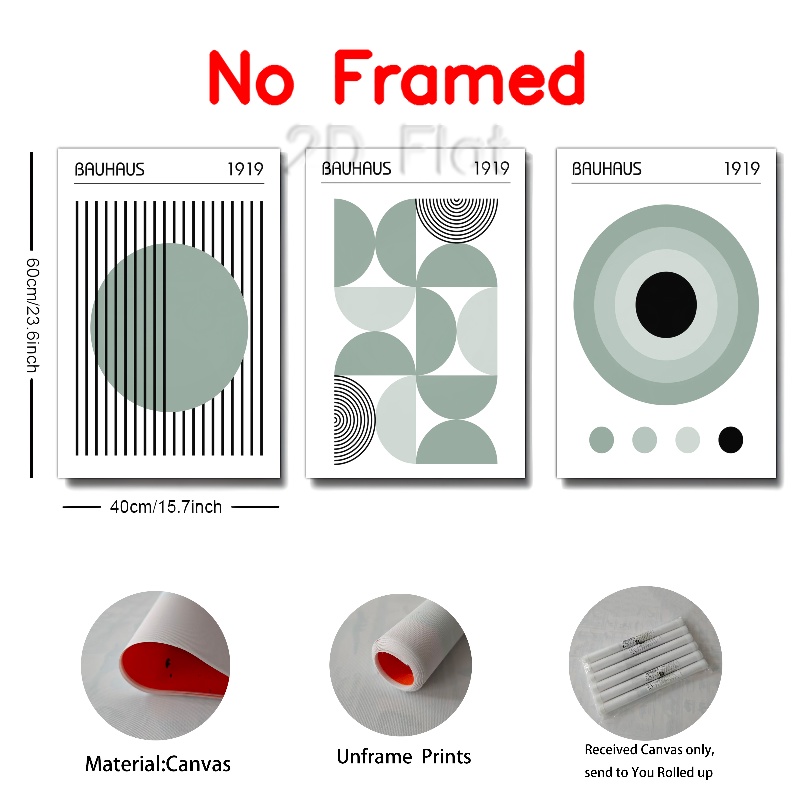 No Framed
2D Flat
BAUHAUS 1919
BAUHAUS 1919
BAUHAUS 1919
60cm/23.6inch
40cm/15.7inch
Material:Canvas
Unframe Prints
Received Canvas only,
send to You Rolled up